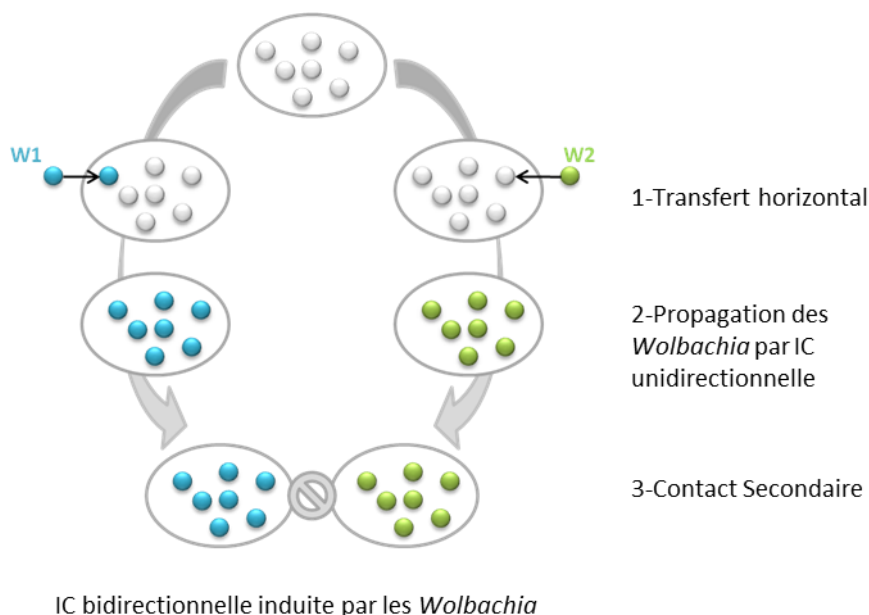 W1
W2
1-Transfert horizontal
2-Propagation des
Wolbachia par IC
unidirectionnelle
3-Contact Secondaire
IC bidirectionnelle induite par les Wolbachia